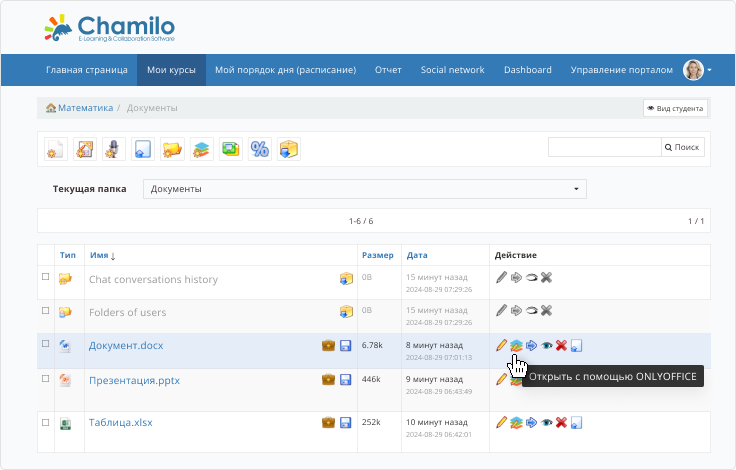 Chamilo
E-Learning & Collaboration Software
Главная страница Мои курсы Мой порядок дня (расписание) Отчет Social network Dashboard Управление порталом
Математика / Документы Вид студента
Поиск
Текущая папка Документы
1-6 / 6 1 / 1
Тип Имя ↓ Размер Дата Действие
Chat conversations history 0B 15 минут назад
2024-08-29 07:29:26
Folders of users 0B 15 минут назад
2024-08-29 07:29:26
Документ.docx 6.78k 8 минут назад
2024-08-29 07:01:13
Открыть с помощью ONLYOFFICE
Презентация.pptx 446k 9 минут назад
2024-08-29 06:43:49
Таблица.xlsx 252k 10 минут назад
2024-08-29 06:42:01